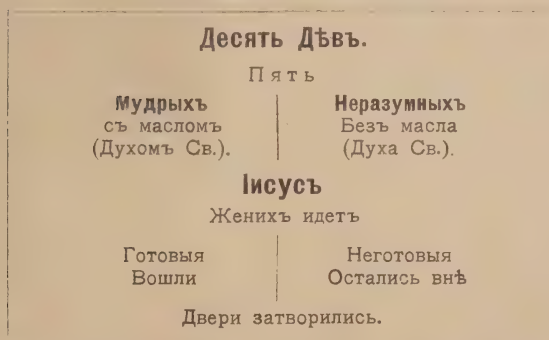 Десять Дѣвъ.
Пять
Мудрыхъ
съ масломъ
(Духомъ Св.).
Неразумныхъ
Безъ масла
(Духа Св.).
Іисусъ
Женихъ идетъ
Готовыя
Вошли
Неготовыя
Остались внѣ
Двери затворились.